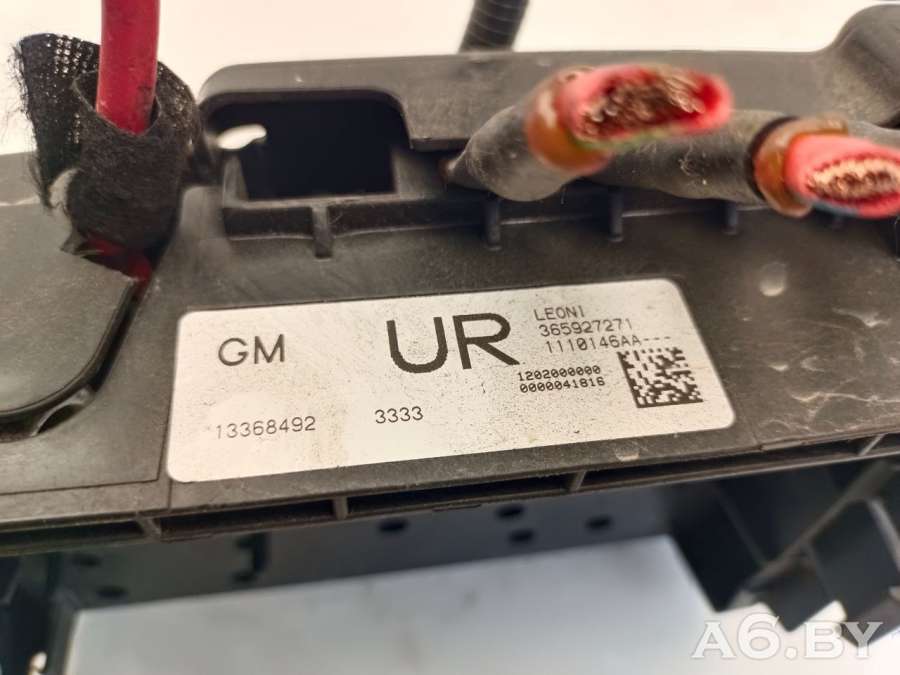 GM
UR
LEONI
365927271
1110146AA---
1202000000
0000041816
13368492
3333
A6.BY